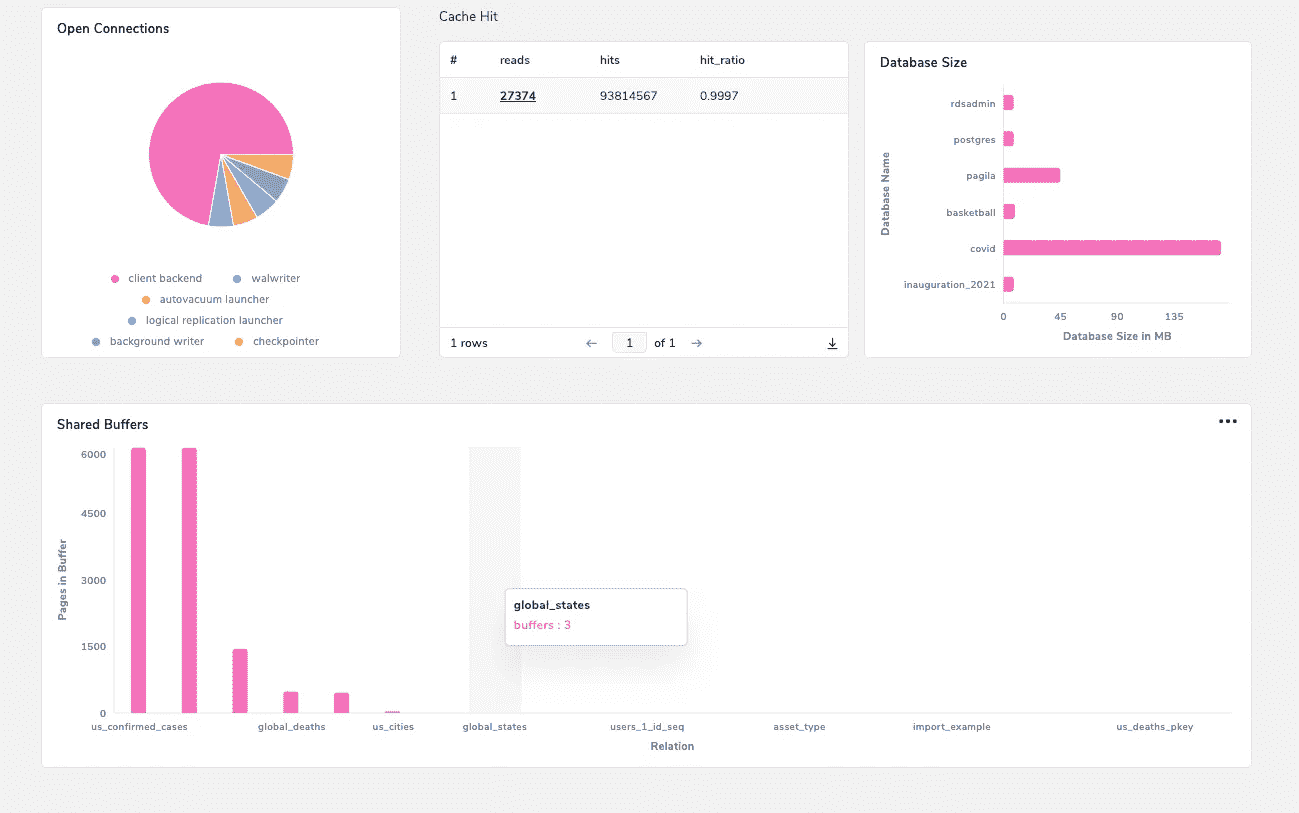 Open Connections
client backend walwriter
autovacuum launcher
logical replication launcher
background writer checkpointer
Cache Hit
# reads hits hit_ratio
1 27374 93814567 0.9997
1 rows 1 of 1
Database Size
Database Name
rdsadmin
postgres
pagila
basketball
covid
inauguration_2021
0 45 90 135
Database Size in MB
Shared Buffers
Pages in Buffer
6000
4500
3000
1500
0
global_states
buffers : 3
us_confirmed_cases global_deaths us_cities global_states users_1_id_seq asset_type import_example us_deaths_pkey
Relation